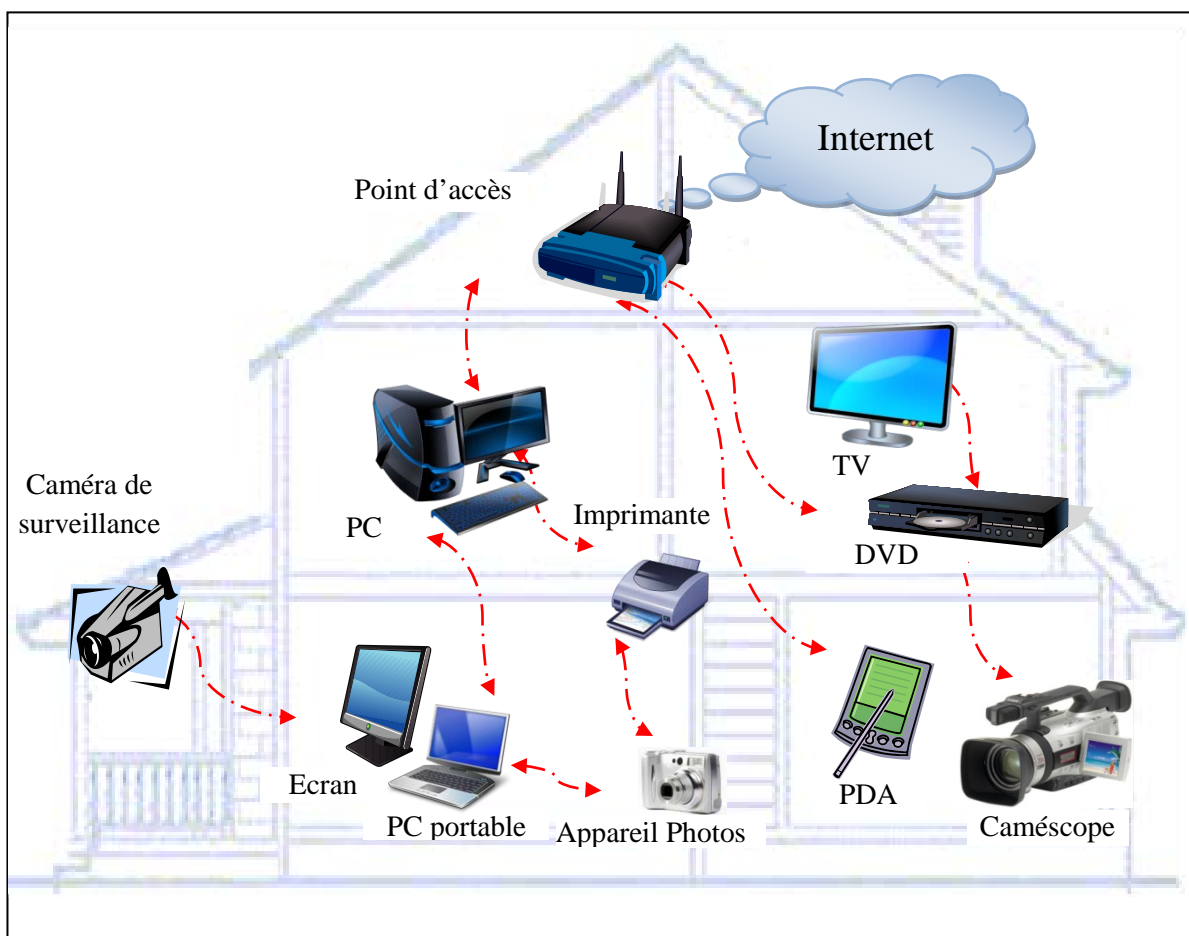 Internet
Point d’accès
TV
Caméra de
surveillance
PC
Imprimante
DVD
Ecran
PDA
PC portable
Appareil Photos
Caméscope